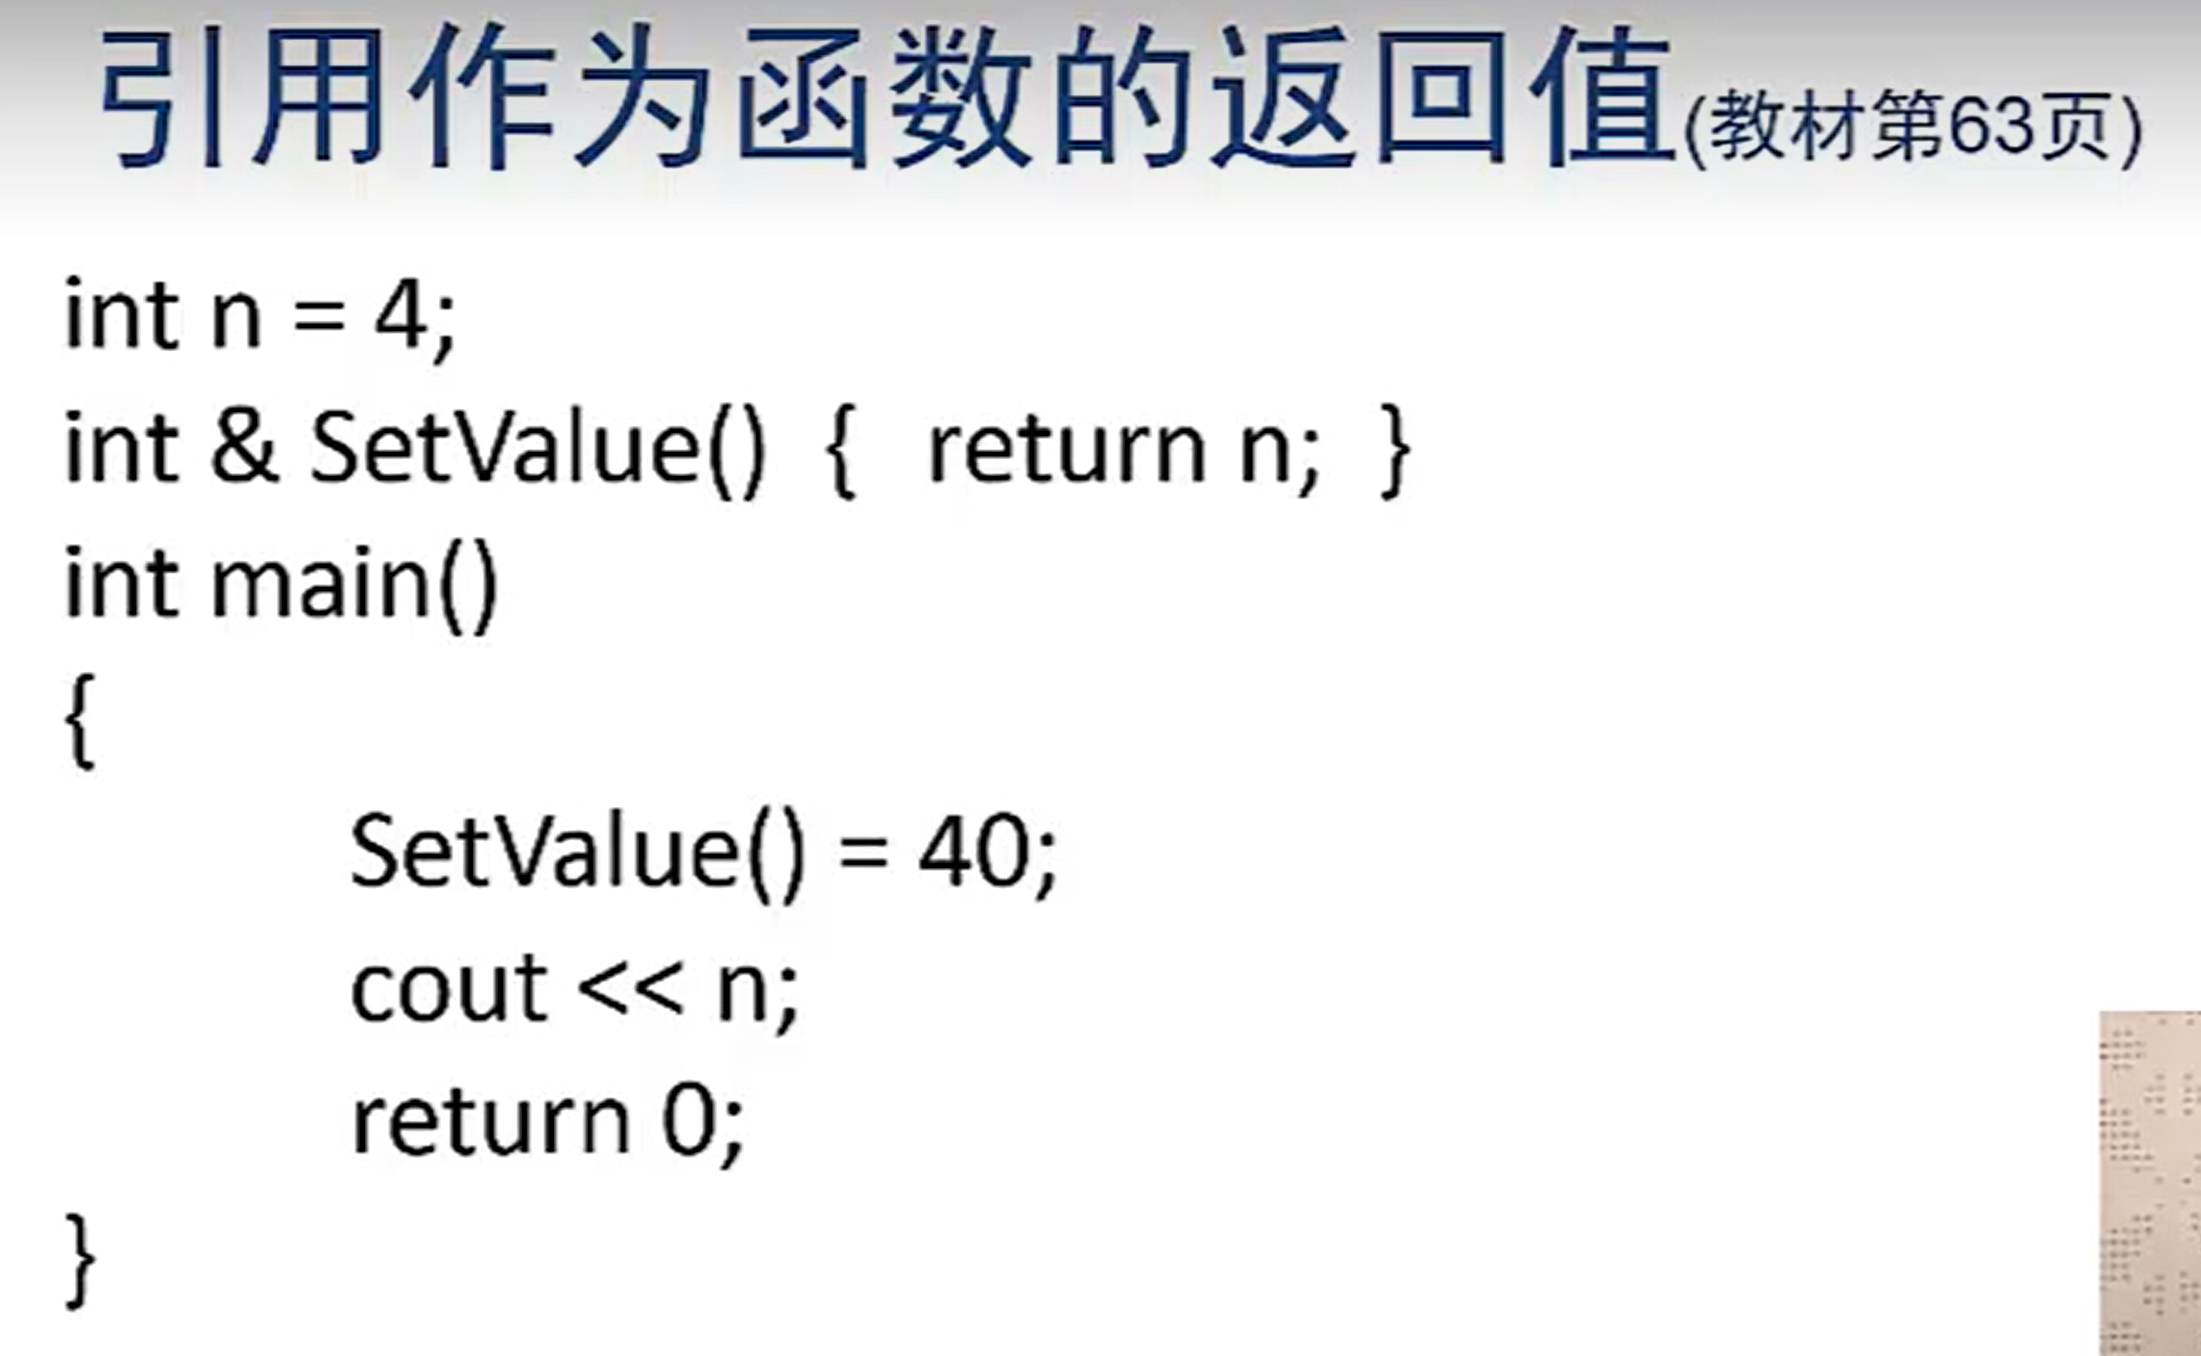 引用作为函数的返回值(教材第63页)
int n = 4;
int & SetValue() { return n; }
int main()
{
SetValue() = 40;
cout << n;
return 0;
}